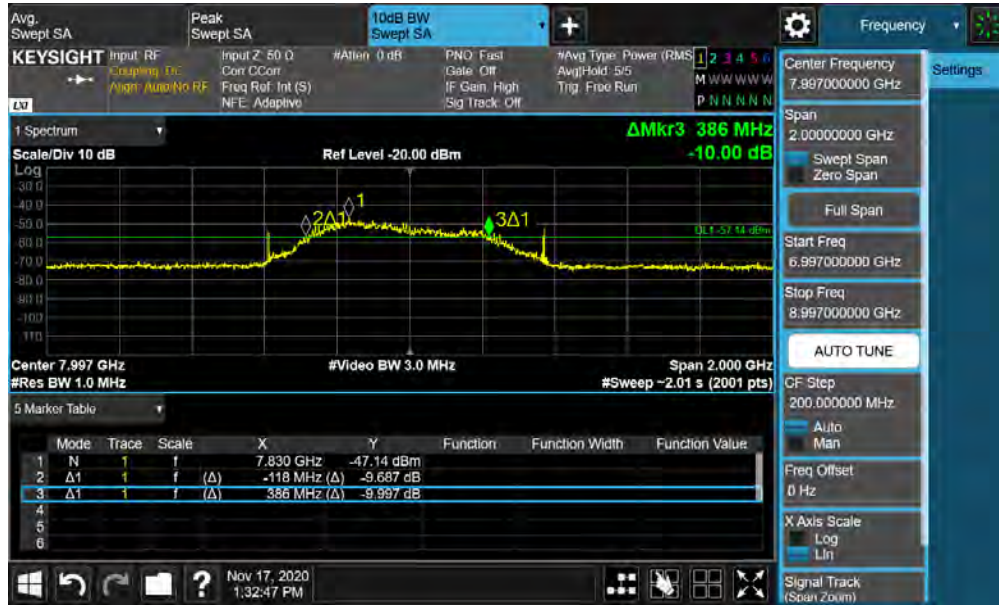 Avg.
Swept SA
Peak
Swept SA
10dB BW
Swept SA
Frequency
KEYSIGHT
LXI
Input: RF
Coupling: DC
Align: Auto/No RF
Input Z: 50 Ω
Corr CCorr
Freq Ref: Int (S)
NFE: Adaptive
#Atten: 0 dB
PNO: Fast
Gate: Off
IF Gain: High
Sig Track: Off
#Avg Type: Power (RMS
Avg|Hold: 5/5
Trig: Free Run
1 2 3 4 5 6
M W W W W W
P N N N N N
1 Spectrum
Scale/Div 10 dB
Ref Level -20.00 dBm
ΔMkr3 386 MHz
-10.00 dB
Log
-30.0
-40.0
-50.0
-60.0
-70.0
-80.0
-90.0
-100
-110
1
2Δ1
3Δ1
DL1 -57.14 dBm
Center 7.997 GHz
#Video BW 3.0 MHz
Span 2.000 GHz
#Res BW 1.0 MHz
#Sweep ~2.01 s (2001 pts)
5 Marker Table
Mode Trace Scale X Y Function Function Width Function Value
1 N 1 f 7.830 GHz -47.14 dBm
2 Δ1 1 f (Δ) -118 MHz (Δ) -9.687 dB
3 Δ1 1 f (Δ) 386 MHz (Δ) -9.997 dB
4
5
6
Nov 17, 2020
1:32:47 PM
Center Frequency
7.997000000 GHz
Settings
Span
2.00000000 GHz
Swept Span
Zero Span
Full Span
Start Freq
6.997000000 GHz
Stop Freq
8.997000000 GHz
AUTO TUNE
CF Step
200.000000 MHz
Auto
Man
Freq Offset
0 Hz
X Axis Scale
Log
Lin
Signal Track
(Span Zoom)